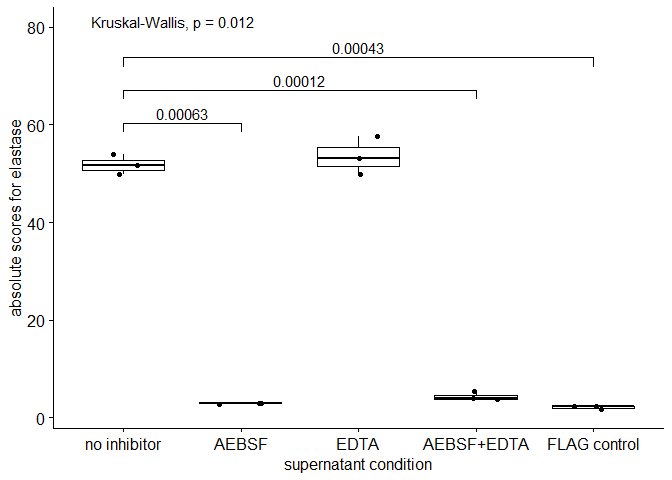 Kruskal-Wallis, p = 0.012
0.00043
0.00012
0.00063
absolute scores for elastase
80
60
40
20
0
no inhibitor AEBSF EDTA AEBSF+EDTA FLAG control
supernatant condition